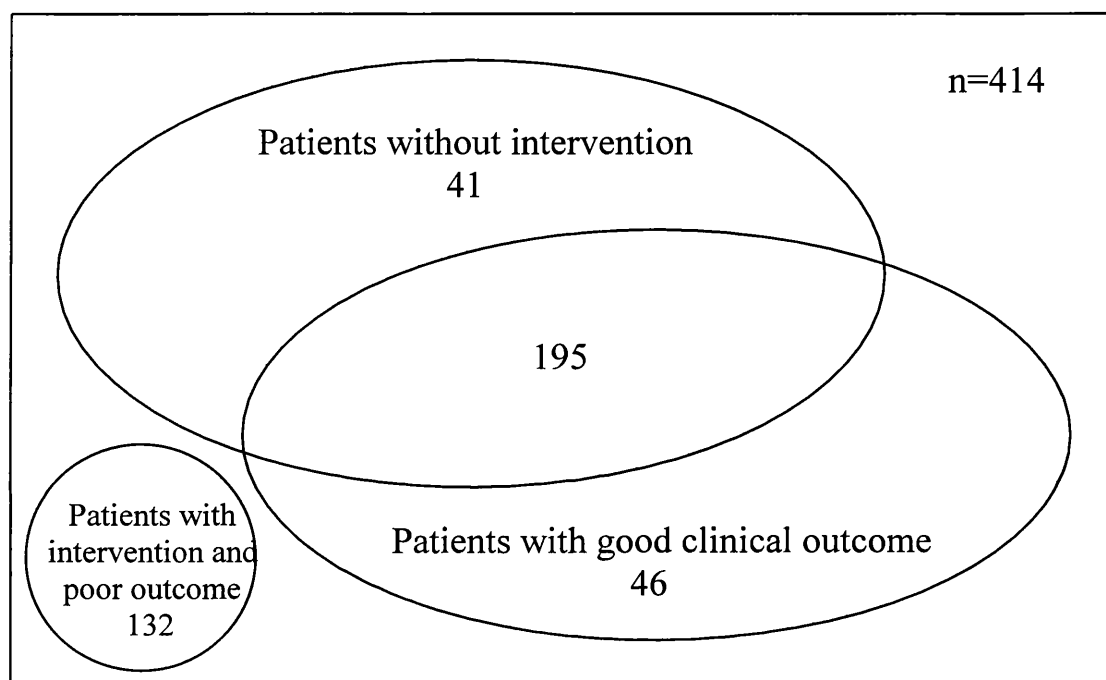 n=414
Patients without intervention
41
195
Patients with good clinical outcome
46
Patients with
intervention and
poor outcome
132